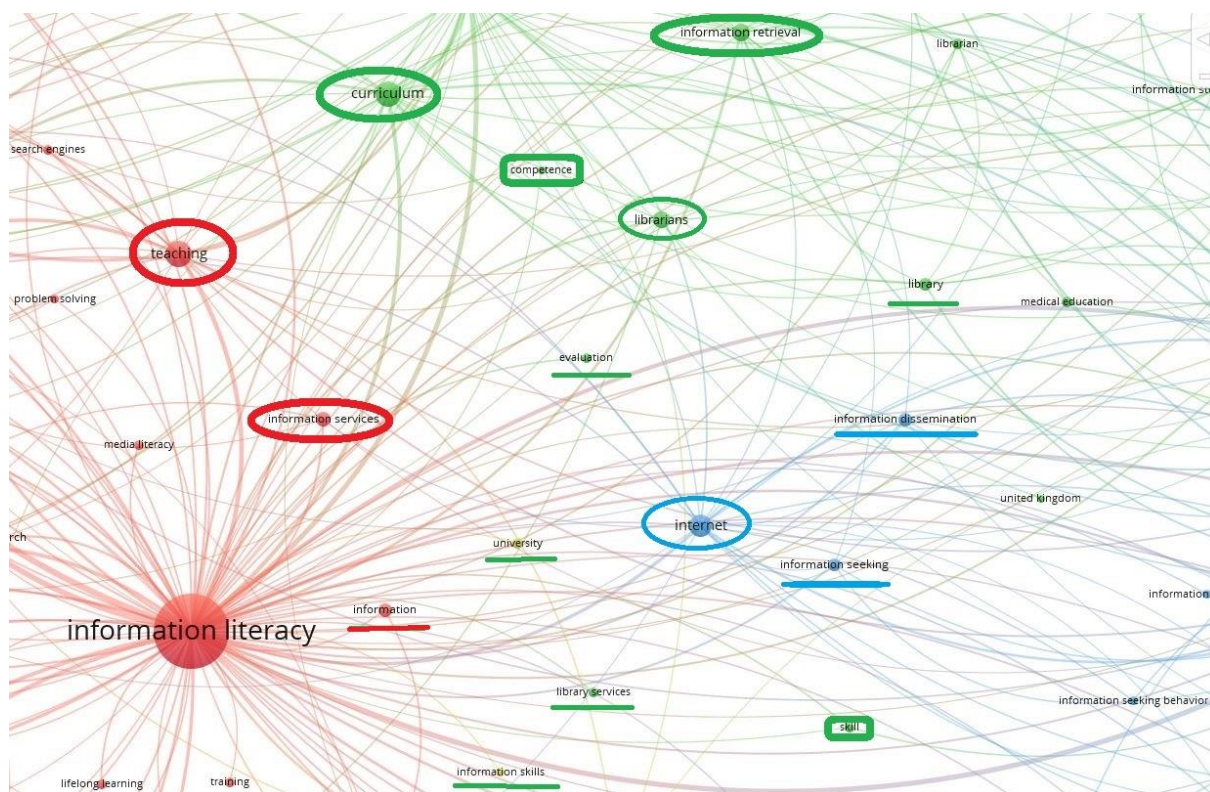 information retrieval
librarian
curriculum
information so
search engines
competence
librarians
teaching
library
problem solving
medical education
evaluation
information services
information dissemination
media literacy
united kingdom
internet
rch
university
information seeking
information
information
information literacy
library services
information seeking behavior
skill
information skills
lifelong learning
training